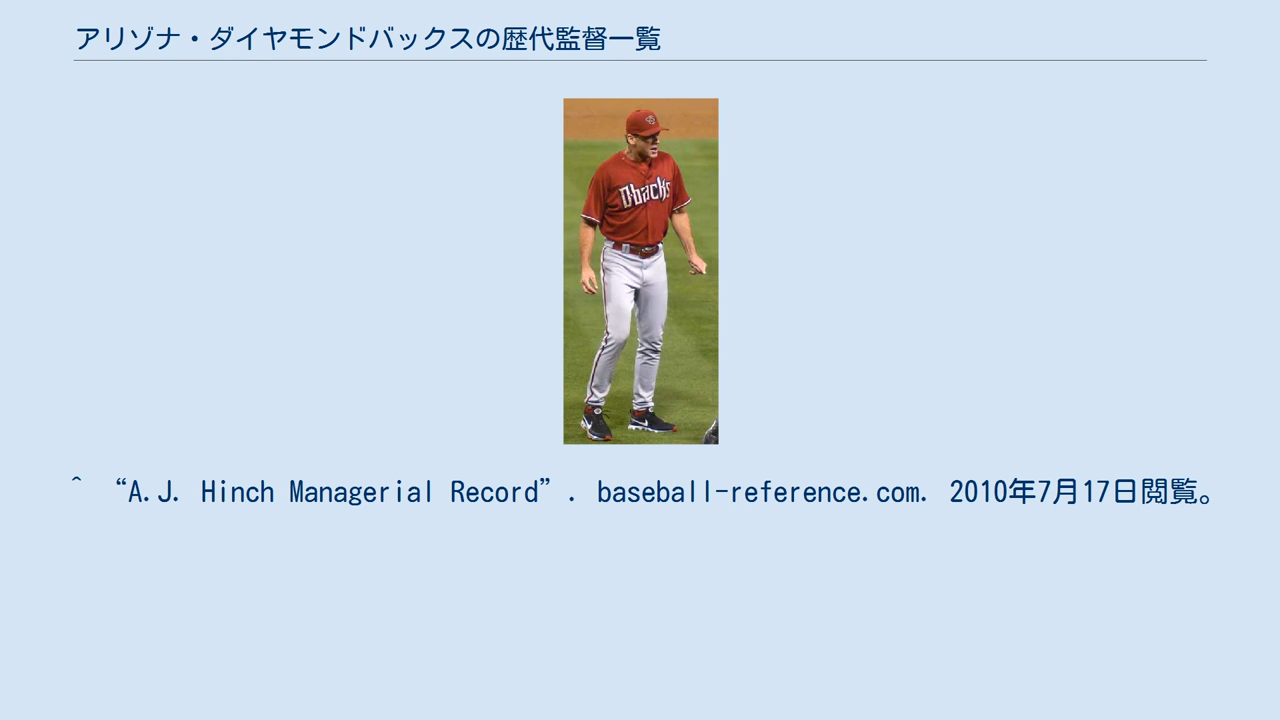 アリゾナ・ダイヤモンドバックスの歴代監督一覧
Dbacks
^ “A.J. Hinch Managerial Record”. baseball-reference.com. 2010年7月17日閲覧。